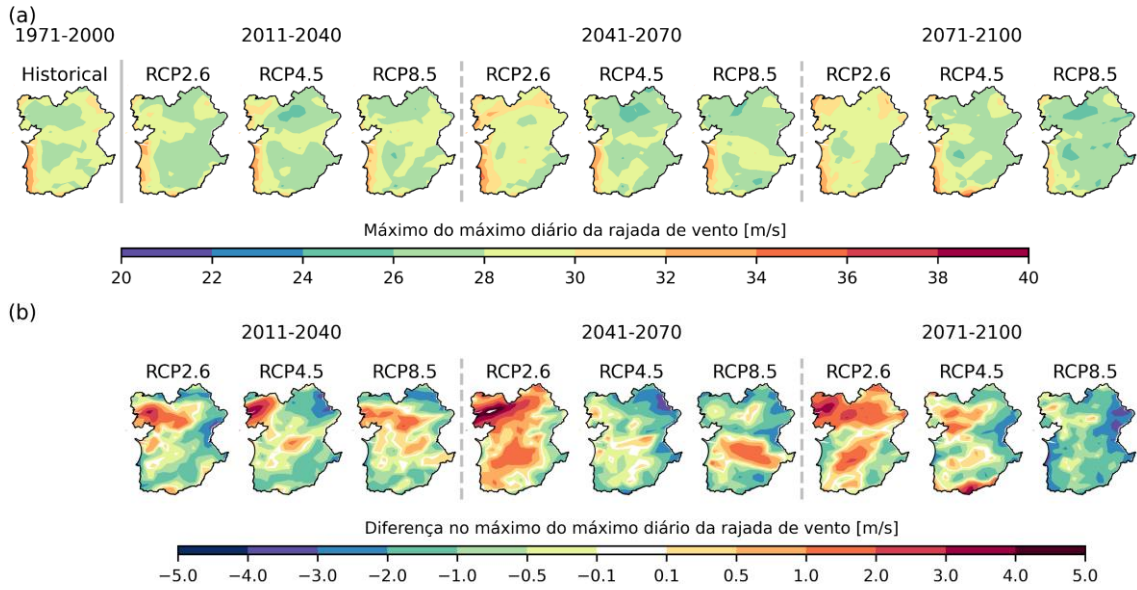 (a)
1971-2000 2011-2040 2041-2070 2071-2100
Historical RCP2.6 RCP4.5 RCP8.5 RCP2.6 RCP4.5 RCP8.5 RCP2.6 RCP4.5 RCP8.5
Máximo do máximo diário da rajada de vento [m/s]
20 22 24 26 28 30 32 34 36 38 40
(b)
2011-2040 2041-2070 2071-2100
RCP2.6 RCP4.5 RCP8.5 RCP2.6 RCP4.5 RCP8.5 RCP2.6 RCP4.5 RCP8.5
Diferença no máximo do máximo diário da rajada de vento [m/s]
−5.0 −4.0 −3.0 −2.0 −1.0 −0.5 −0.1 0.1 0.5 1.0 2.0 3.0 4.0 5.0